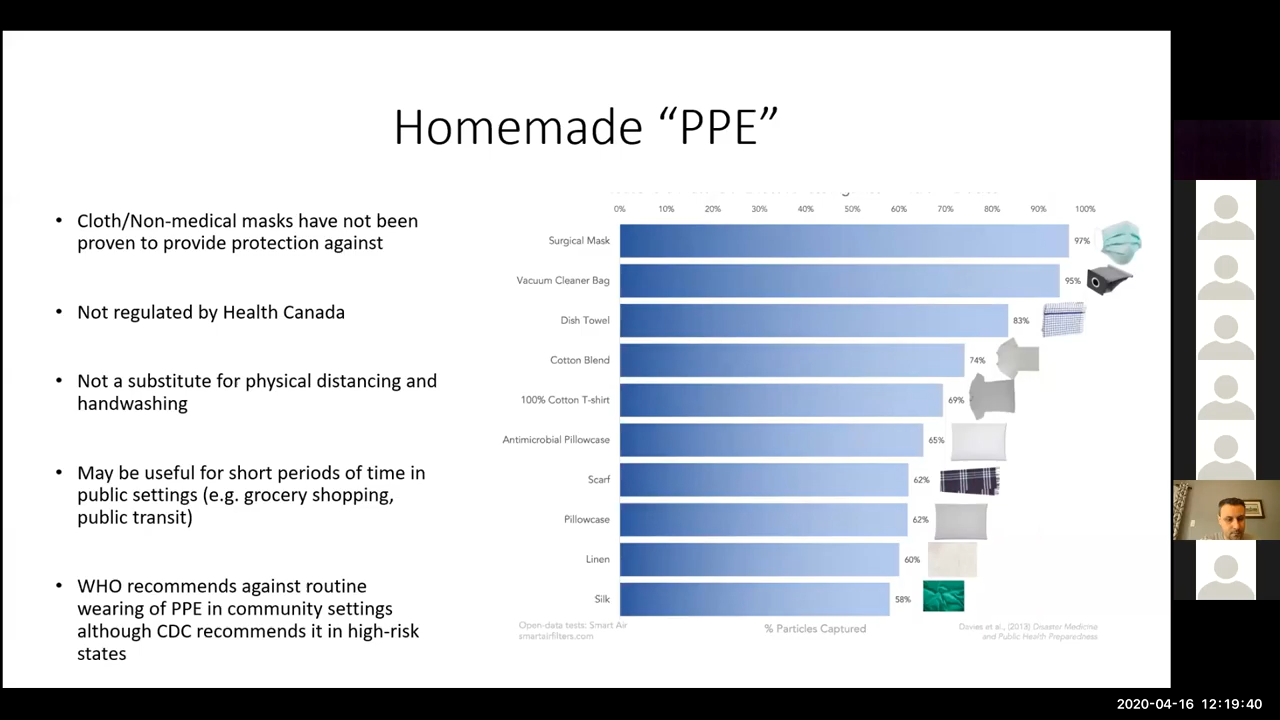 Homemade “PPE”
• Cloth/Non-medical masks have not been
proven to provide protection against
• Not regulated by Health Canada
• Not a substitute for physical distancing and
handwashing
• May be useful for short periods of time in
public settings (e.g. grocery shopping,
public transit)
• WHO recommends against routine
wearing of PPE in community settings
although CDC recommends it in high-risk
states
0% 10% 20% 30% 40% 50% 60% 70% 80% 90% 100%
Surgical Mask 97%
Vacuum Cleaner Bag 95%
Dish Towel 83%
Cotton Blend 74%
100% Cotton T-shirt 69%
Antimicrobial Pillowcase 65%
Scarf 62%
Pillowcase 62%
Linen 60%
Silk 58%
Open-data tests: Smart Air
smartairfilters.com
% Particles Captured
Davies et al., (2013) Disaster Medicine
and Public Health Preparedness
2020-04-16 12:19:40